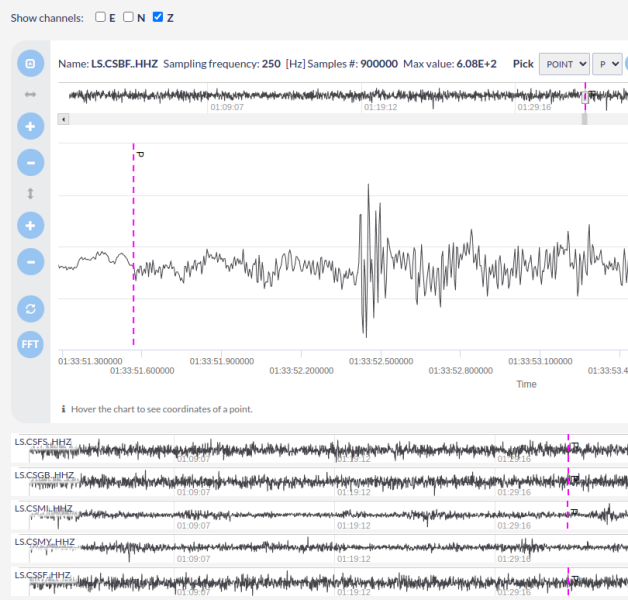 Show channels: E N Z
Name: LS.CSBF..HHZ Sampling frequency: 250 [Hz] Samples #: 900000 Max value: 6.08E+2 Pick POINT P
01:09:07 01:19:12 01:29:16
P
01:33:51.300000 01:33:51.900000 01:33:52.500000 01:33:53.100000
01:33:51.600000 01:33:52.200000 01:33:52.800000 01:33:53.4
Time
FFT
Hover the chart to see coordinates of a point.
LS.CSFS..HHZ
01:09:07 01:19:12 01:29:16
LS.CSGB..HHZ
01:09:07 01:19:12 01:29:16
LS.CSMI..HHZ
01:09:07 01:19:12 01:29:16
LS.CSMY..HHZ
01:09:07 01:19:12 01:29:16
LS.CSSF..HHZ
01:09:07 01:19:12 01:29:16